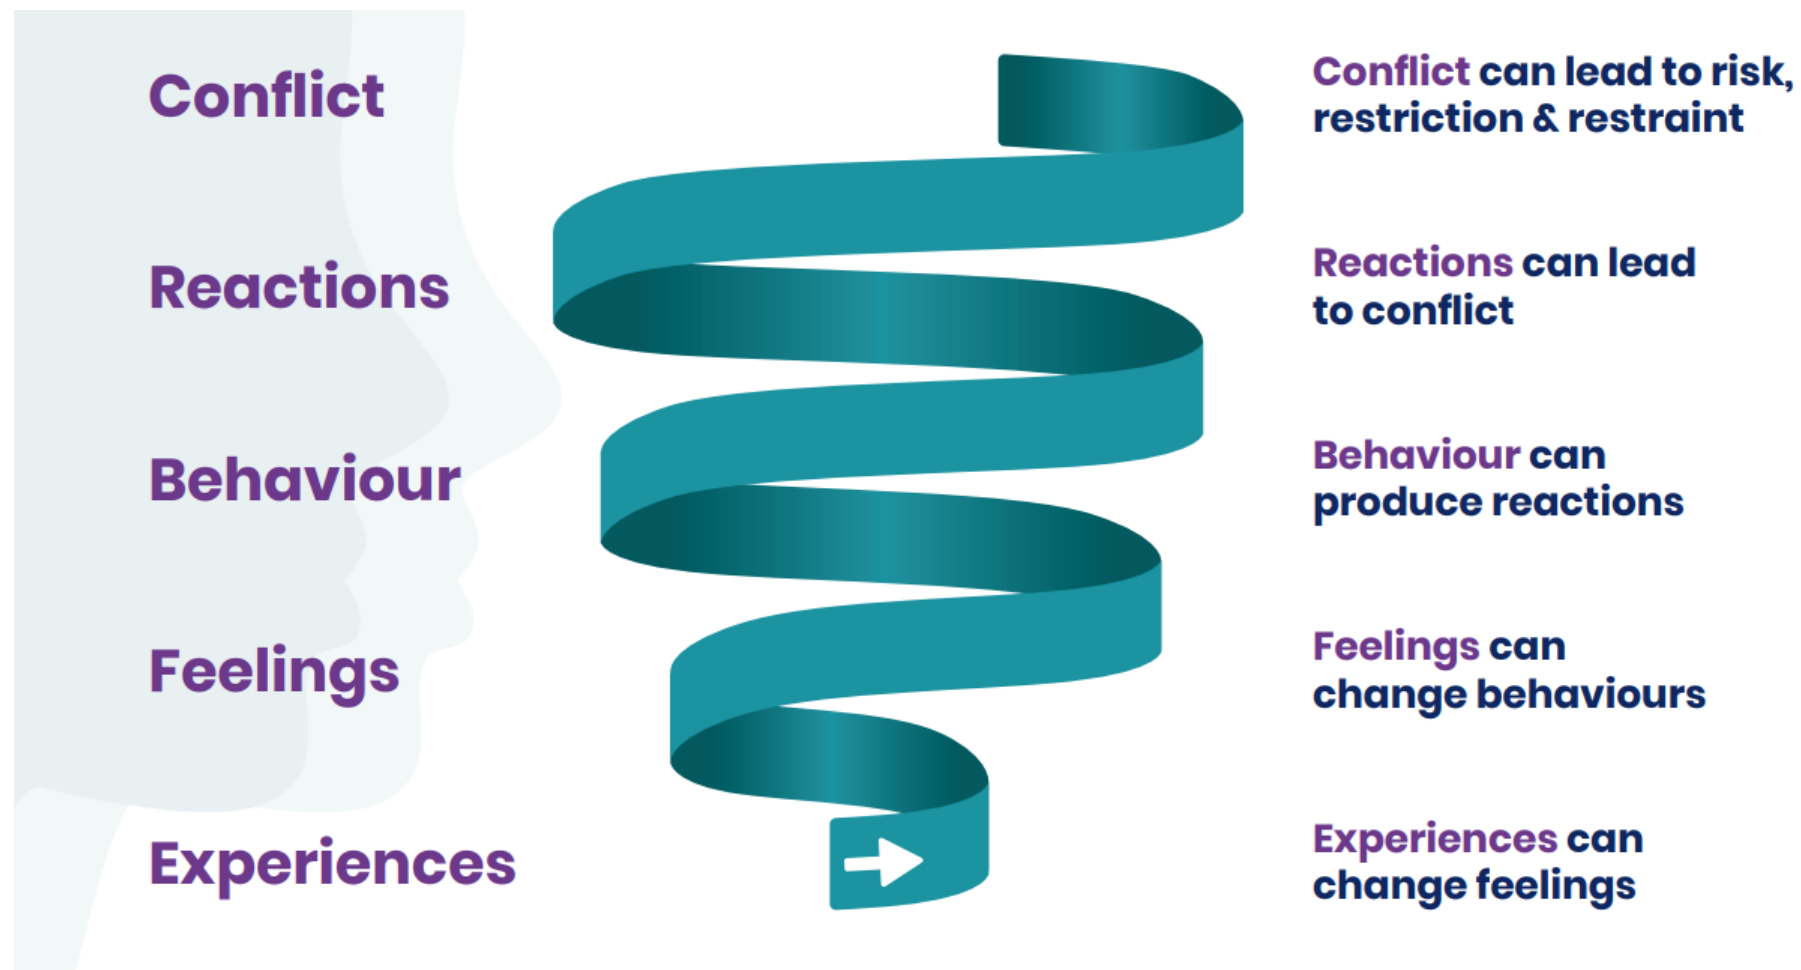 Conflict
Conflict can lead to risk,
restriction & restraint
Reactions
Reactions can lead
to conflict
Behaviour
Behaviour can
produce reactions
Feelings
Feelings can
change behaviours
Experiences
Experiences can
change feelings